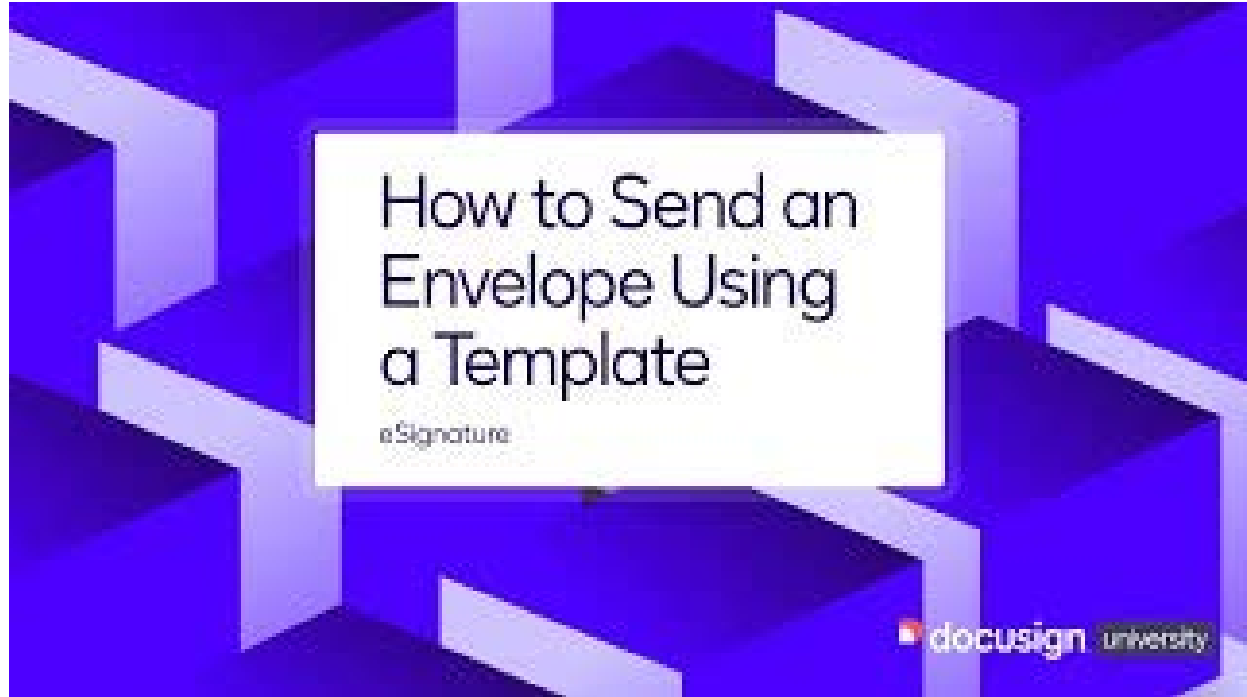 How to Send an
Envelope Using
a Template
eSignature
docusign university